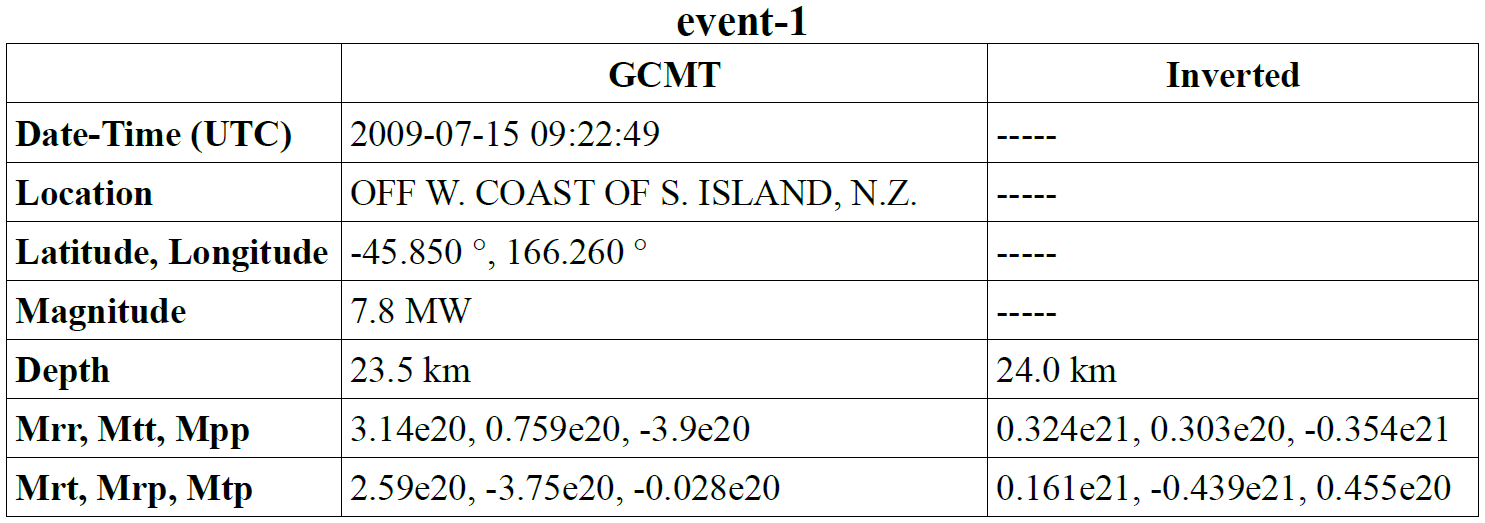 event-1
GCMT Inverted
Date-Time (UTC) 2009-07-15 09:22:49 -----
Location OFF W. COAST OF S. ISLAND, N.Z. -----
Latitude, Longitude -45.850 °, 166.260 ° -----
Magnitude 7.8 MW -----
Depth 23.5 km 24.0 km
Mrr, Mtt, Mpp 3.14e20, 0.759e20, -3.9e20 0.324e21, 0.303e20, -0.354e21
Mrt, Mrp, Mtp 2.59e20, -3.75e20, -0.028e20 0.161e21, -0.439e21, 0.455e20